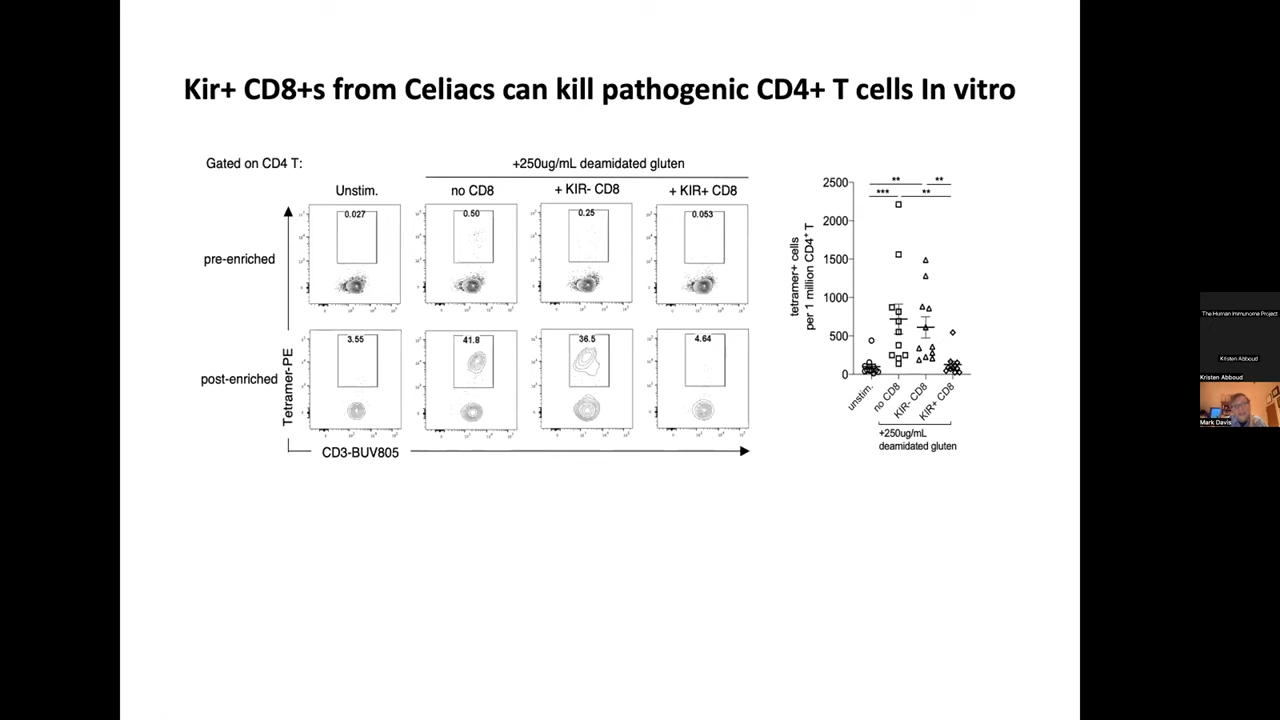 Kir+ CD8+s from Celiacs can kill pathogenic CD4+ T cells In vitro
Gated on CD4 T:
+250ug/mL deamidated gluten
Unstim.
no CD8
+ KIR- CD8
+ KIR+ CD8
pre-enriched
0.027
0.50
0.25
0.053
post-enriched
3.55
41.8
36.5
4.64
Tetramer-PE
CD3-BUV805
tetramer+ cells
per 1 million CD4+ T
2500
2000
1500
1000
500
0
**
**
***
**
unstim.
no CD8
KIR- CD8
KIR+ CD8
+250ug/mL
deamidated gluten
The Human Immunome Project
Kristen Abboud
Kristen Abboud
Mark Davis